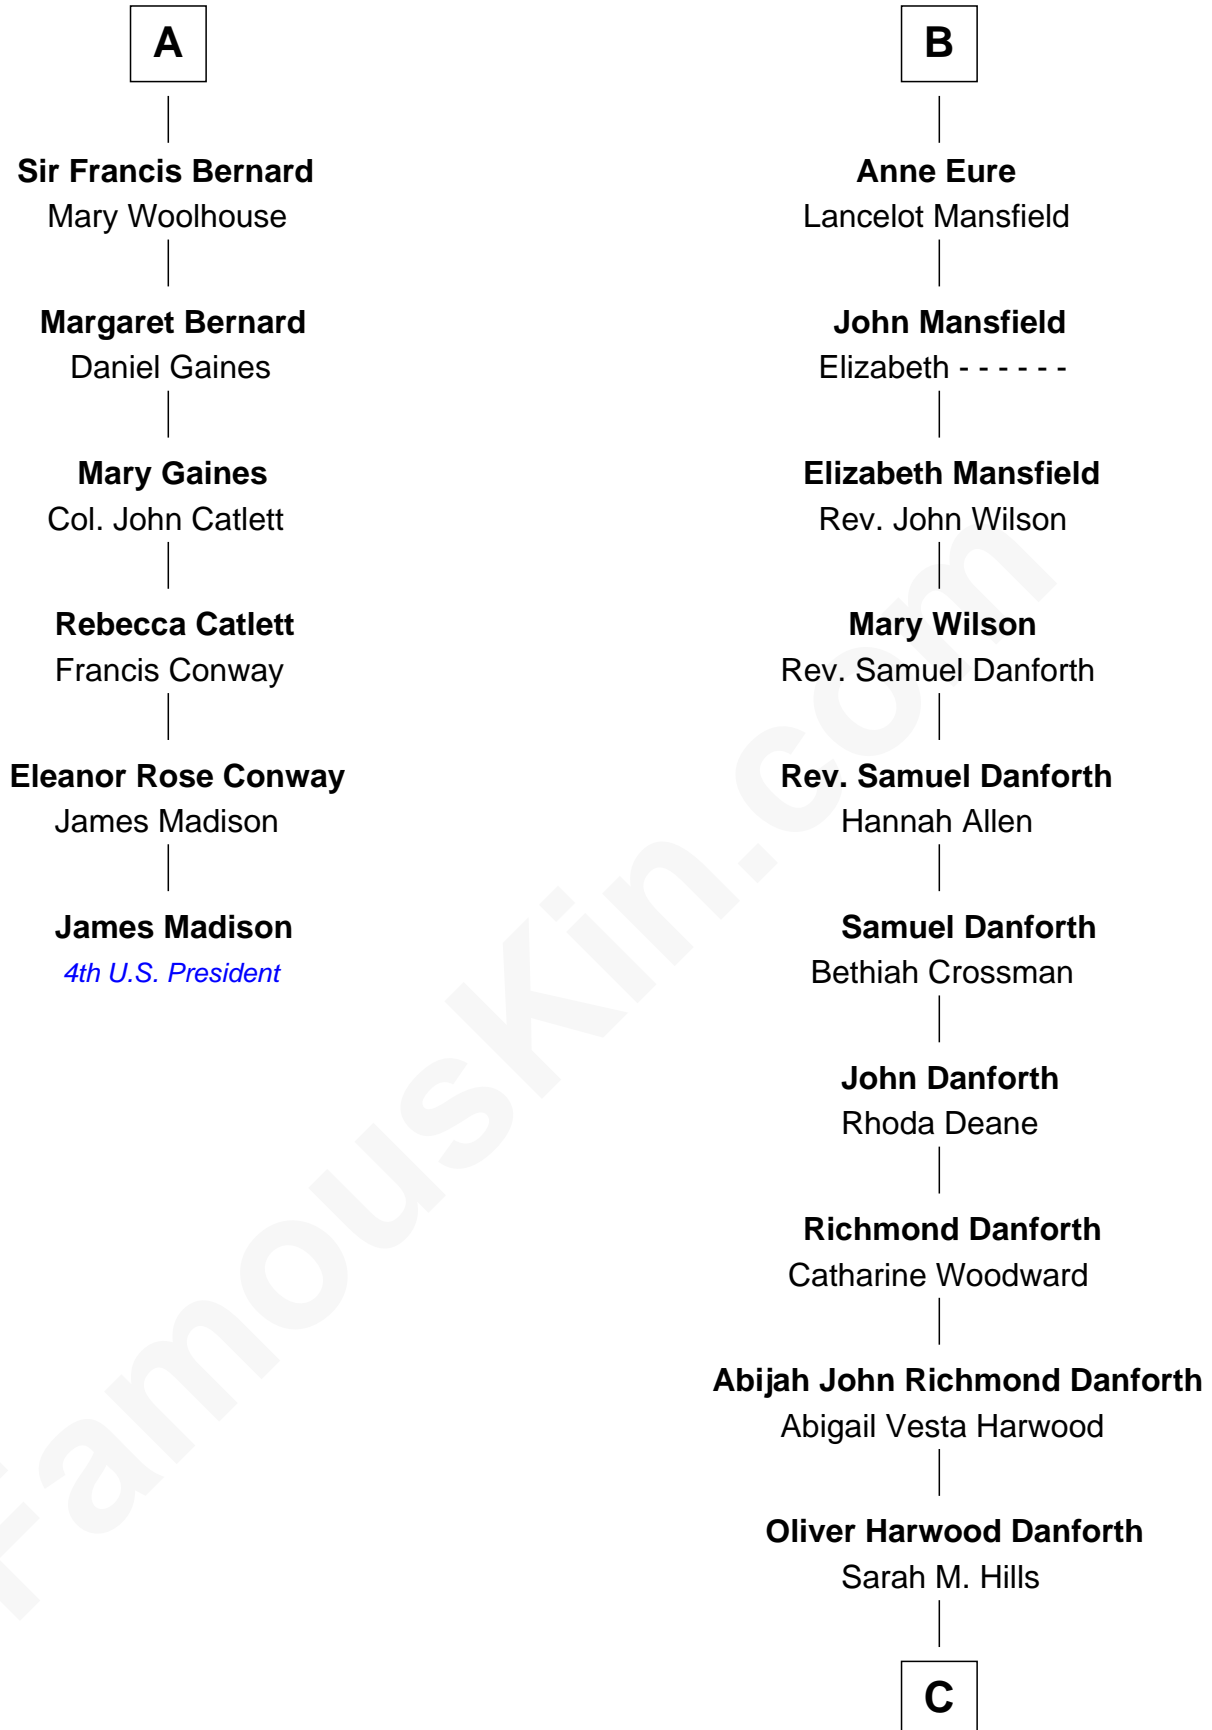 A
Sir Francis Bernard
Mary Woolhouse
Margaret Bernard
Daniel Gaines
Mary Gaines
Col. John Catlett
Rebecca Catlett
Francis Conway
Eleanor Rose Conway
James Madison
James Madison
4th U.S. President
B
Anne Eure
Lancelot Mansfield
John Mansfield
Elizabeth - - - - - -
Elizabeth Mansfield
Rev. John Wilson
Mary Wilson
Rev. Samuel Danforth
Rev. Samuel Danforth
Hannah Allen
Samuel Danforth
Bethiah Crossman
John Danforth
Rhoda Deane
Richmond Danforth
Catharine Woodward
Abijah John Richmond Danforth
Abigail Vesta Harwood
Oliver Harwood Danforth
Sarah M. Hills
C
FamousKin.com